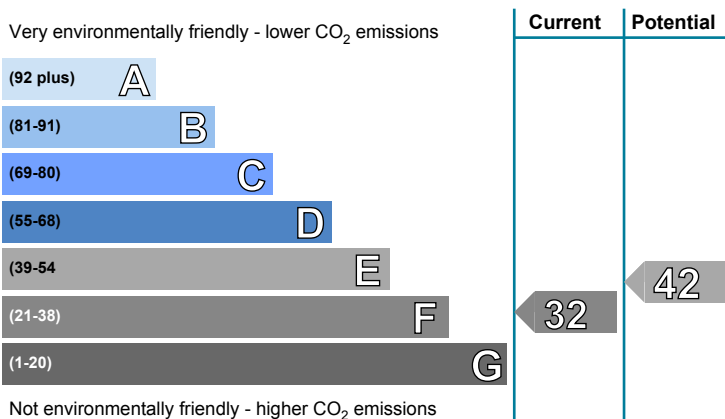 Current Potential
Very environmentally friendly - lower CO2 emissions
(92 plus) A
(81-91) B
(69-80) C
(55-68) D
(39-54 E
42
(21-38) F
32
(1-20) G
Not environmentally friendly - higher CO2 emissions